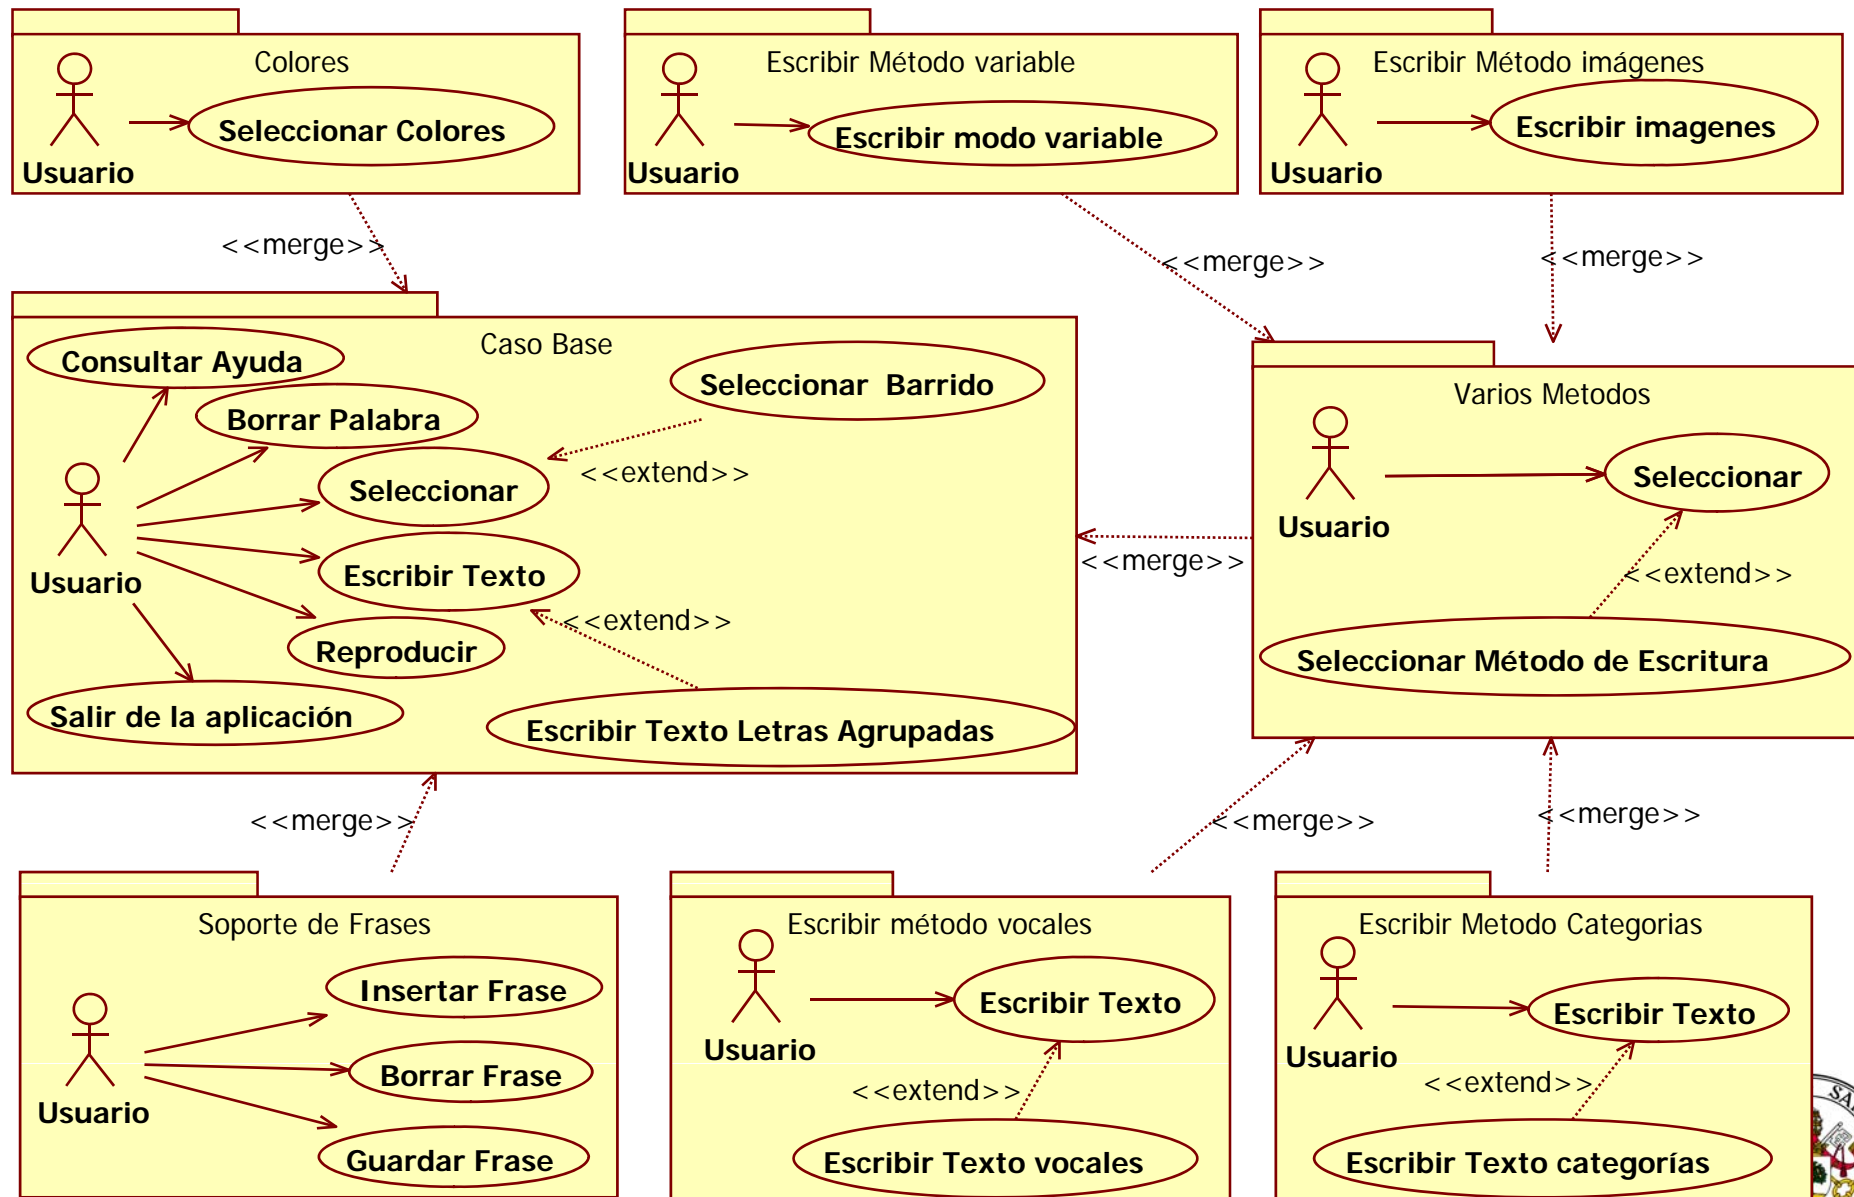 Colores
Seleccionar Colores
Usuario
Escribir Método variable
Escribir modo variable
Usuario
Escribir Método imágenes
Escribir imagenes
Usuario
<<merge>>
<<merge>>
<<merge>>
Caso Base
Consultar Ayuda
Seleccionar  Barrido
Borrar Palabra
<<extend>>
Seleccionar
Escribir Texto
Usuario
<<extend>>
Reproducir
Salir de la aplicación
Escribir Texto Letras Agrupadas
<<merge>>
Varios Metodos
Seleccionar
Usuario
<<extend>>
Seleccionar Método de Escritura
<<merge>>
<<merge>>
<<merge>>
Soporte de Frases
Insertar Frase
Borrar Frase
Usuario
Guardar Frase
Escribir método vocales
Escribir Texto
Usuario
<<extend>>
Escribir Texto vocales
Escribir Metodo Categorias
Escribir Texto
Usuario
<<extend>>
Escribir Texto categorías